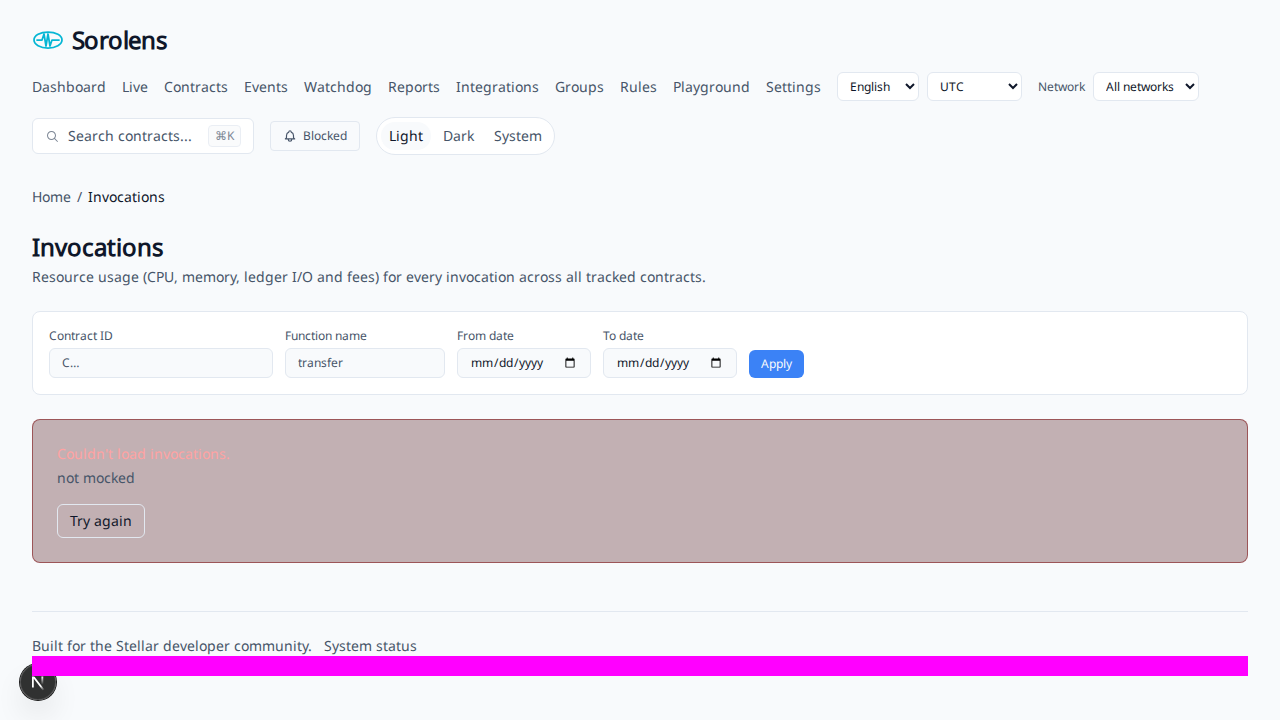 Sorolens
Dashboard Live Contracts Events Watchdog Reports Integrations Groups Rules Playground Settings English UTC Network All networks
Search contracts... ⌘K Blocked Light Dark System
Home / Invocations
Invocations
Resource usage (CPU, memory, ledger I/O and fees) for every invocation across all tracked contracts.
Contract ID Function name From date To date
C... transfer mm/dd/yyyy mm/dd/yyyy Apply
Couldn't load invocations.
not mocked
Try again
Built for the Stellar developer community. System status
N